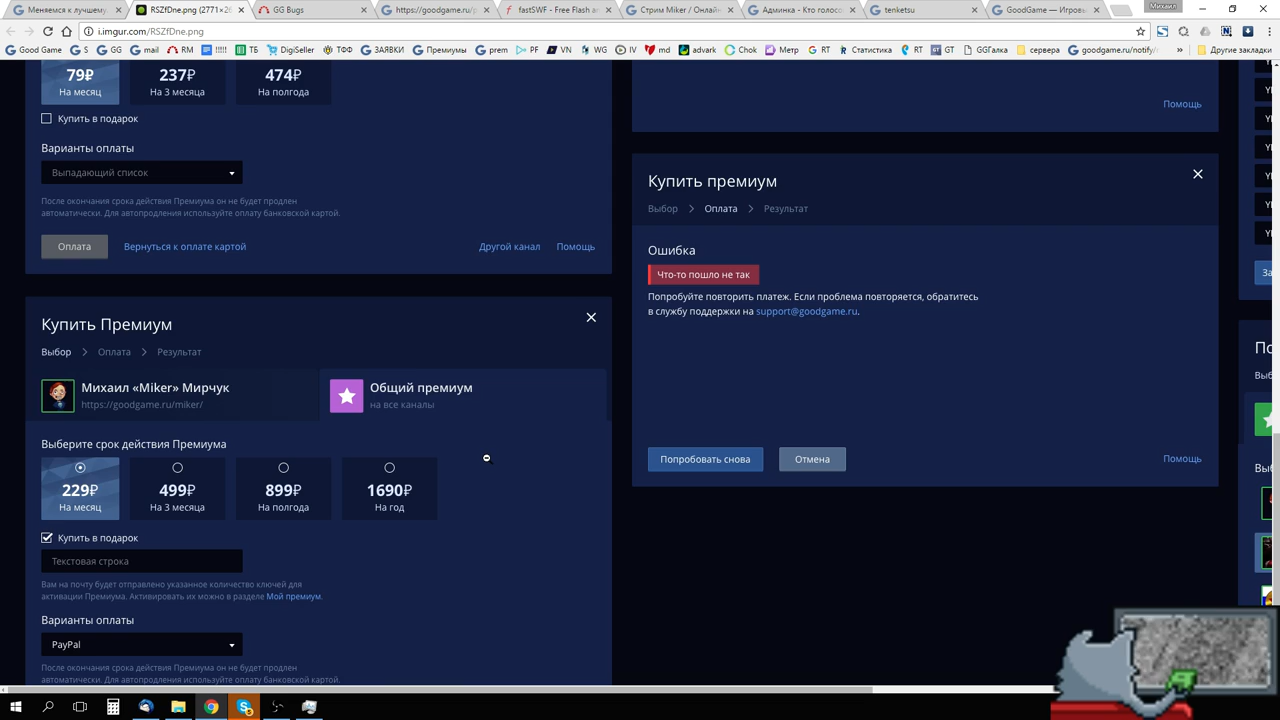 Михаил
Меняемся к лучшему
RSZfDne.png (2771×26
GG Bugs
https://goodgame.ru/p
fastSWF - Free Flash an
Стрим Miker / Онлайн
Админка - Кто голосо
tenketsu
GoodGame — Игровы
i.imgur.com/RSZfDne.png
Good Game
S
GG
mail
RM
!!!
ТБ
DigiSeller
ТФФ
ЗАЯВКИ
Премиумы
prem
PF
VN
WG
IV
md
advark
Chok
Метр
RT
Статистика
RT
GT
GGГалка
сервера
goodgame.ru/notify/c
»
Другие закладки
79₽
На месяц
237₽
На 3 месяца
474₽
На полгода
Купить в подарок
Варианты оплаты
Выпадающий список
После окончания срока действия Премиума он не будет продлен
автоматически. Для автопродления используйте оплату банковской картой.
Оплата
Вернуться к оплате картой
Другой канал
Помощь
Купить Премиум
Выбор
Оплата
Результат
Михаил «Miker» Мирчук
https://goodgame.ru/miker/
Общий премиум
на все каналы
Выберите срок действия Премиума
229₽
На месяц
499₽
На 3 месяца
899₽
На полгода
1690₽
На год
Купить в подарок
Текстовая строка
Вам на почту будет отправлено указанное количество ключей для
активации Премиума. Активировать их можно в разделе Мой премиум.
Варианты оплаты
PayPal
После окончания срока действия Премиума он не будет продлен
автоматически. Для автопродления используйте оплату банковской картой.
Помощь
Купить премиум
Выбор
Оплата
Результат
Ошибка
Что-то пошло не так
Попробуйте повторить платеж. Если проблема повторяется, обратитесь
в службу поддержки на support@goodgame.ru.
Попробовать снова
Отмена
Помощь
За
По
Выб
Выб